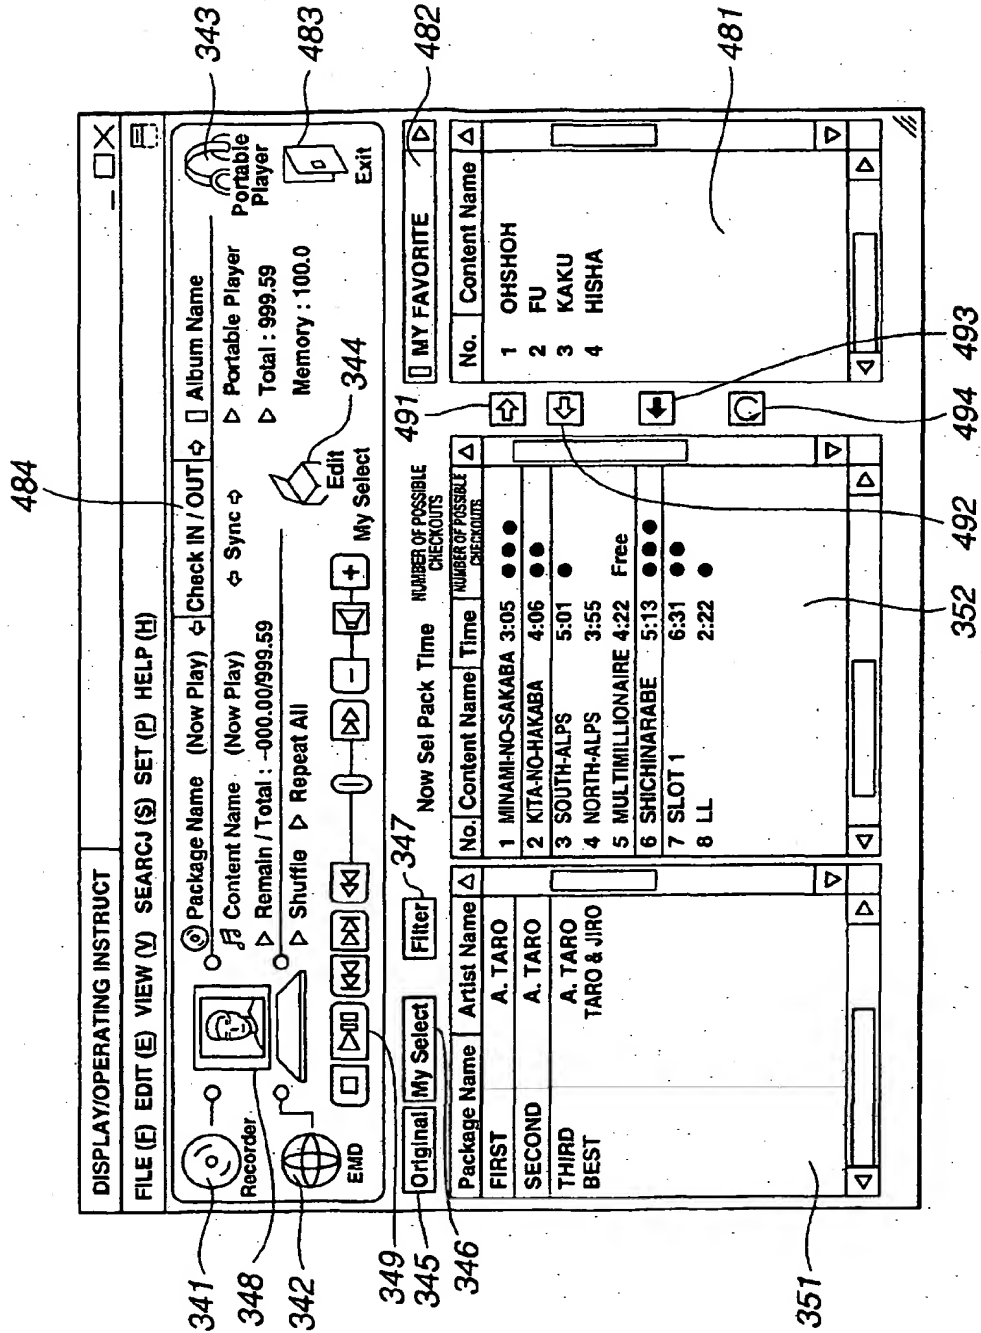 484
343
483
482
481
DISPLAY/OPERATING INSTRUCT
FILE (F) EDIT (E) VIEW (V) SEARCJ (S) SET (P) HELP (H)
Package Name (Now Play) Check IN / OUT Album Name
Content Name (Now Play) Sync Portable Player
Remain / Total : -000.00/999.59 Total : 999.59
Shuffle Repeat All Memory : 100.0
Recorder
EMD
Portable Player
Exit
Edit
My Select
344
341
348
342
349
345
346
347
Original My Select Filter
Now Sel Pack Time NUMBER OF POSSIBLE CHECKOUTS
MY FAVORITE
Package Name Artist Name
FIRST A. TARO
SECOND A. TARO
THIRD A. TARO
BEST TARO & JIRO
No. Content Name Time NUMBER OF POSSIBLE CHECKOUTS
1 MINAMI-NO-SAKABA 3:05 ●●●
2 KITA-NO-HAKABA 4:06 ●●
3 SOUTH-ALPS 5:01 ●
4 NORTH-ALPS 3:55
5 MULTIMILLIONAIRE 4:22 Free
6 SHICHINARABE 5:13 ●●●
7 SLOT 1 6:31 ●●
8 LL 2:22 ●
No. Content Name
1 OHSHOH
2 FU
3 KAKU
4 HISHA
491
351
352
492
494
493